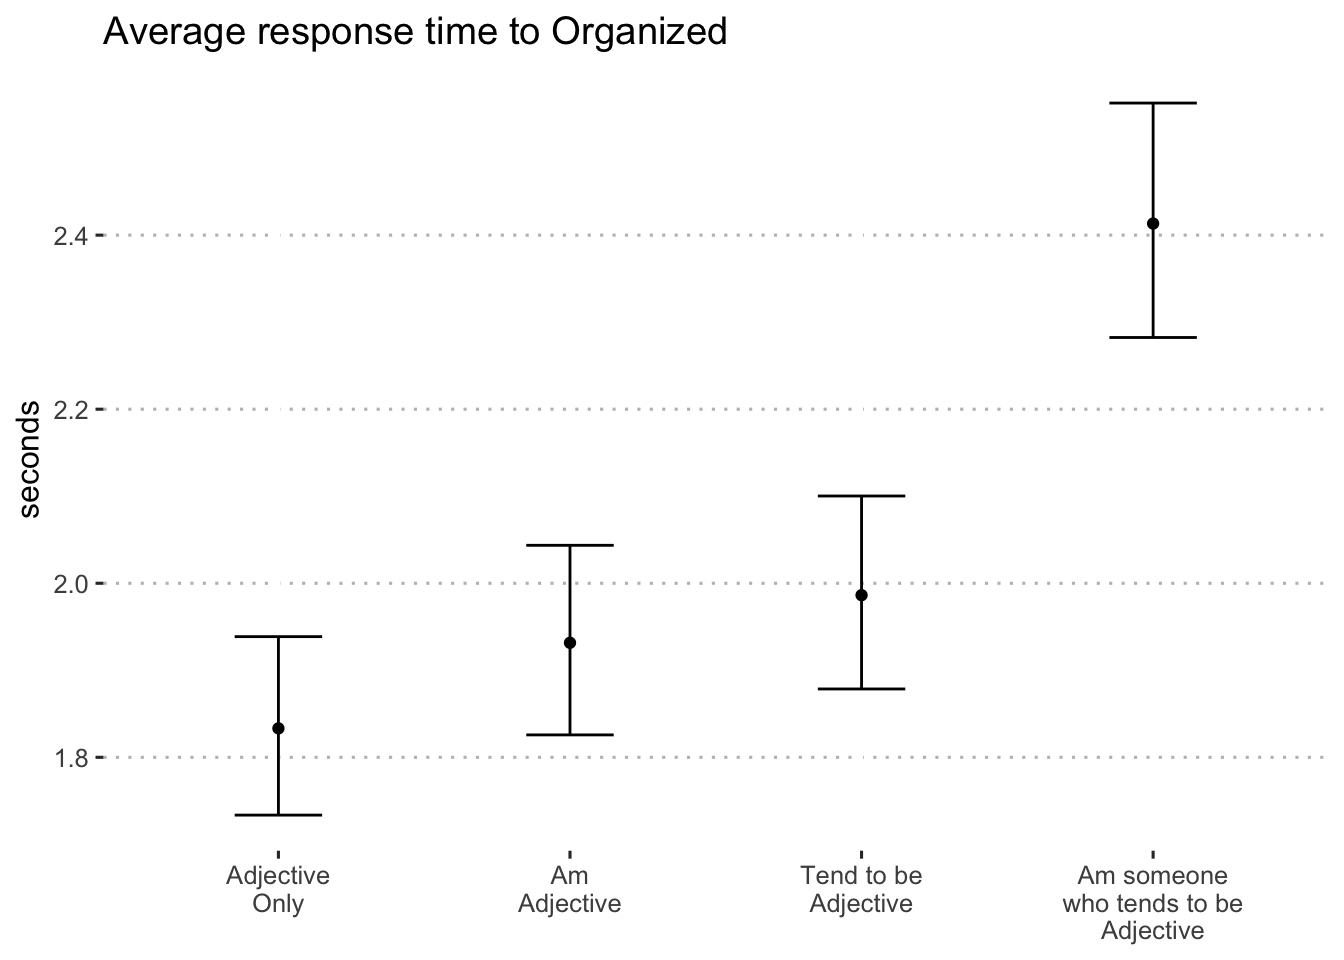 Average response time to Organized
seconds
2.4
2.2
2.0
1.8
Adjective
Only
Am
Adjective
Tend to be
Adjective
Am someone
who tends to be
Adjective